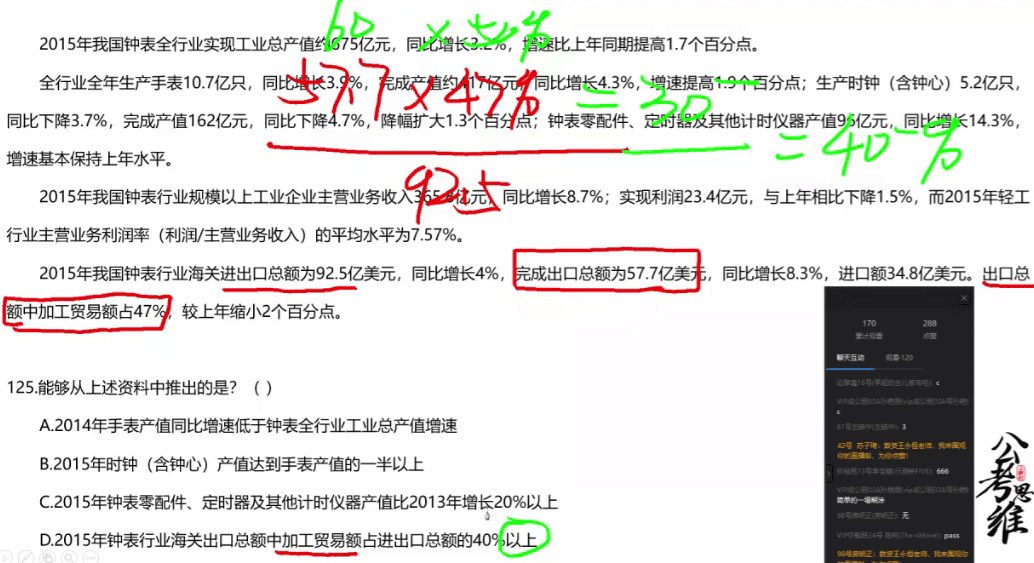 60 × 50%
2015年我国钟表全行业实现工业总产值约675亿元，同比增长3.2%，增速比上年同期提高1.7个百分点。
全行业全年生产手表10.7亿只，同比增长3.9%，完成产值约417亿元，同比增长4.3%，增速提高1.9个百分点；生产时钟（含钟心）5.2亿只，
57.7×47% = 30
同比下降3.7%，完成产值162亿元，同比下降4.7%，降幅扩大1.3个百分点；钟表零配件、定时器及其他计时仪器产值96亿元，同比增长14.3%，
= 40⁻%
增速基本保持上年水平。
92.5
2015年我国钟表行业规模以上工业企业主营业务收入365.8亿元，同比增长8.7%；实现利润23.4亿元，与上年相比下降1.5%，而2015年轻工
行业主营业务利润率（利润/主营业务收入）的平均水平为7.57%。
2015年我国钟表行业海关进出口总额为92.5亿美元，同比增长4%，完成出口总额为57.7亿美元，同比增长8.3%，进口额34.8亿美元。出口总
额中加工贸易额占47%，较上年缩小2个百分点。
170 288
累计观看 点赞
聊天互动 观看·120
125.能够从上述资料中推出的是？（ ）
A.2014年手表产值同比增速低于钟表全行业工业总产值增速
B.2015年时钟（含钟心）产值达到手表产值的一半以上
C.2015年钟表零配件、定时器及其他计时仪器产值比2013年增长20%以上
D.2015年钟表行业海关出口总额中加工贸易额占进出口总额的40%以上
c
3
666
简单的一塌糊涂
无
pass
公考思维